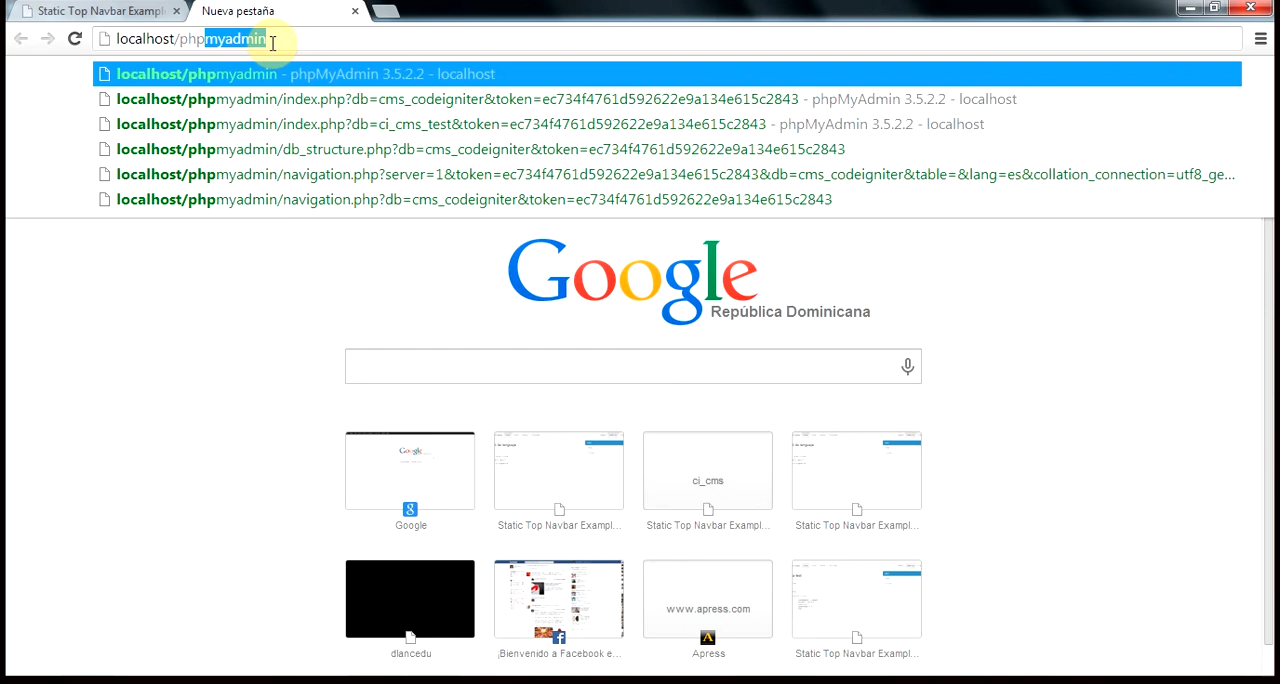 Static Top Navbar Exampl
Nueva pestaña
localhost/phpmyadmin
localhost/phpmyadmin - phpMyAdmin 3.5.2.2 - localhost
localhost/phpmyadmin/index.php?db=cms_codeigniter&token=ec734f4761d592622e9a134e615c2843 - phpMyAdmin 3.5.2.2 - localhost
localhost/phpmyadmin/index.php?db=ci_cms_test&token=ec734f4761d592622e9a134e615c2843 - phpMyAdmin 3.5.2.2 - localhost
localhost/phpmyadmin/db_structure.php?db=cms_codeigniter&token=ec734f4761d592622e9a134e615c2843
localhost/phpmyadmin/navigation.php?server=1&token=ec734f4761d592622e9a134e615c2843&db=cms_codeigniter&table=&lang=es&collation_connection=utf8_ge...
localhost/phpmyadmin/navigation.php?db=cms_codeigniter&token=ec734f4761d592622e9a134e615c2843
Google
República Dominicana
Google
ci_cms
Google
Static Top Navbar Exampl...
Static Top Navbar Exampl...
Static Top Navbar Exampl...
www.apress.com
dlancedu
¡Bienvenido a Facebook e...
Apress
Static Top Navbar Exampl...